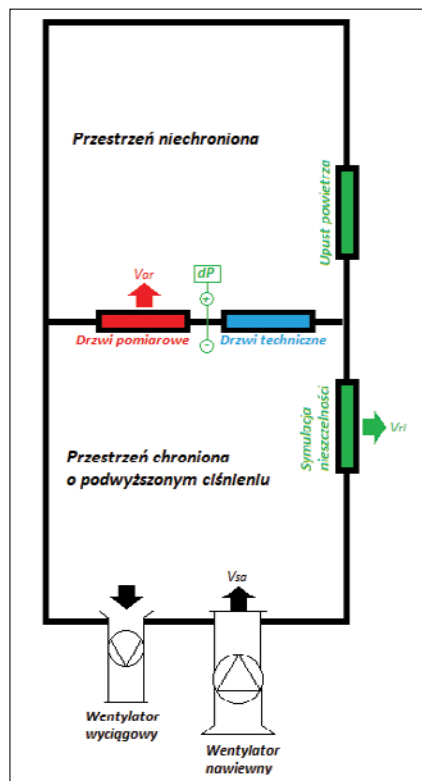 Przestrzeń niechroniona
Upust powietrza
Var
dP
+
-
Drzwi pomiarowe
Drzwi techniczne
Symulacja
nieszczelności
Vrl
Przestrzeń chroniona
o podwyższonym ciśnieniu
Vsa
Wentylator
wyciągowy
Wentylator
nawiewny